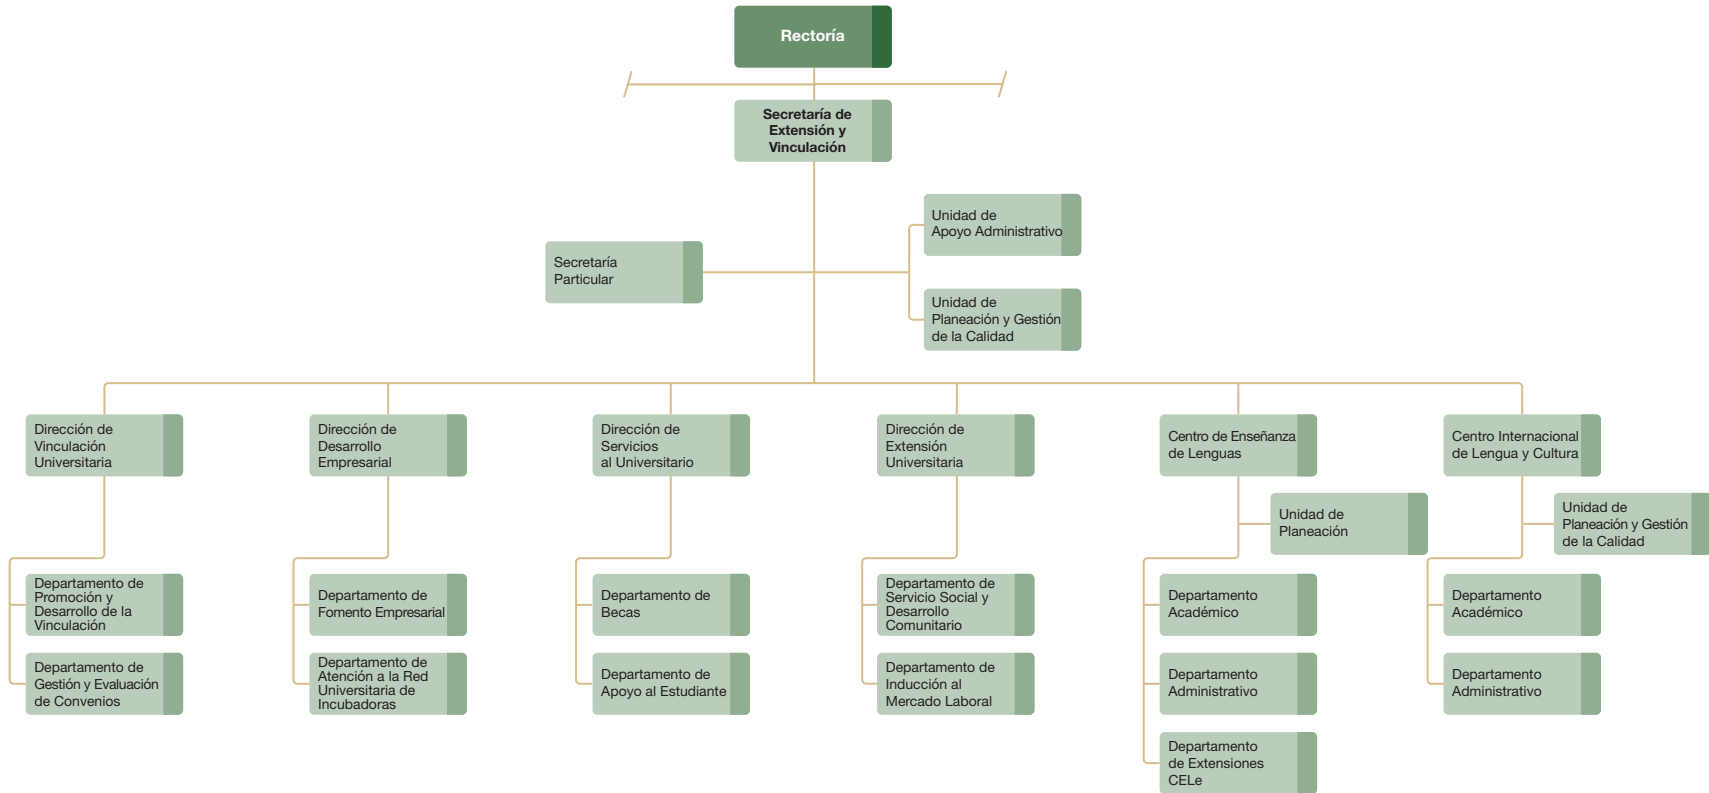 Rectoría
Secretaría de
Extensión y
Vinculación
Unidad de
Apoyo Administrativo
Secretaría
Particular
Unidad de
Planeación y Gestión
de la Calidad
Dirección de
Vinculación
Universitaria
Dirección de
Desarrollo
Empresarial
Dirección de
Servicios
al Universitario
Dirección de
Extensión
Universitaria
Centro de Enseñanza
de Lenguas
Centro Internacional
de Lengua y Cultura
Unidad de
Planeación
Unidad de
Planeación y Gestión
de la Calidad
Departamento de
Promoción y
Desarrollo de la
Vinculación
Departamento de
Fomento Empresarial
Departamento de
Becas
Departamento de
Servicio Social y
Desarrollo
Comunitario
Departamento
Académico
Departamento
Académico
Departamento de
Gestión y Evaluación
de Convenios
Departamento de
Atención a la Red
Universitaria de
Incubadoras
Departamento de
Apoyo al Estudiante
Departamento de
Inducción al
Mercado Laboral
Departamento
Administrativo
Departamento
Administrativo
Departamento
de Extensiones
CELe